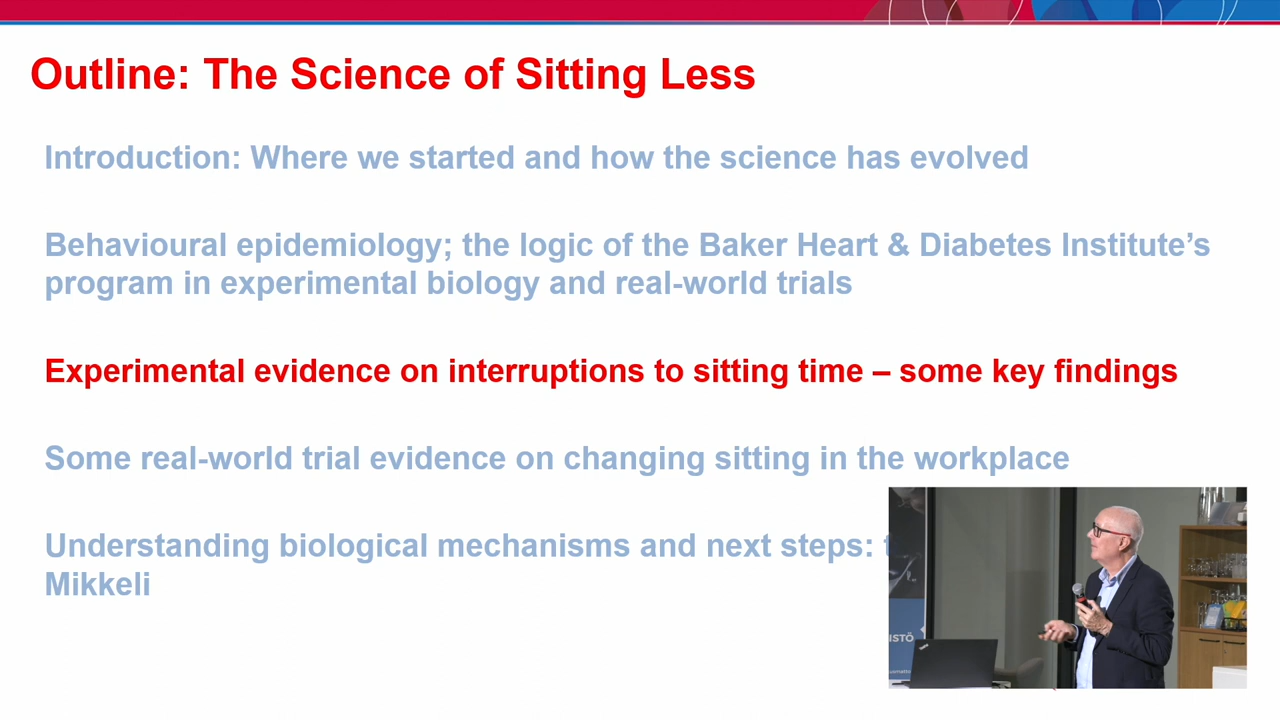 Outline: The Science of Sitting Less
Introduction: Where we started and how the science has evolved
Behavioural epidemiology; the logic of the Baker Heart & Diabetes Institute’s
program in experimental biology and real-world trials
Experimental evidence on interruptions to sitting time – some key findings
Some real-world trial evidence on changing sitting in the workplace
Understanding biological mechanisms and next steps:
Mikkeli
ISTÖ